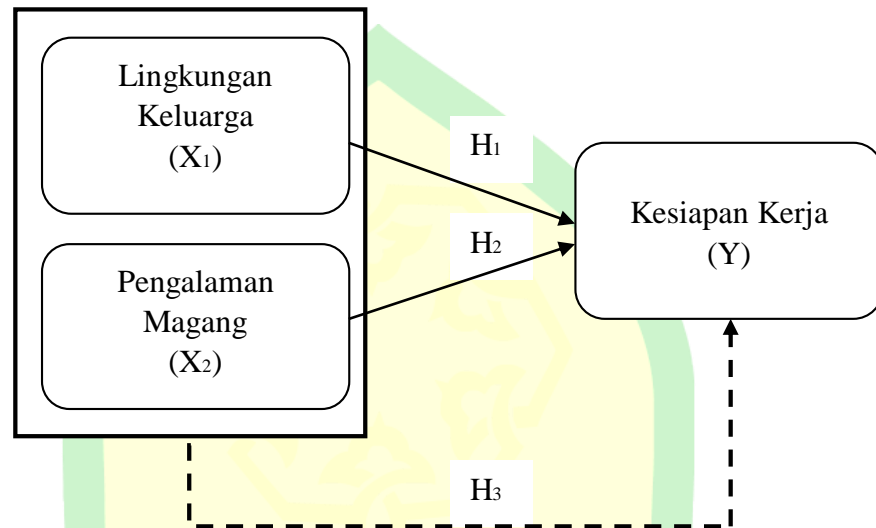 Lingkungan
Keluarga
(X₁)
H₁
Pengalaman
Magang
(X₂)
H₂
Kesiapan Kerja
(Y)
H₃